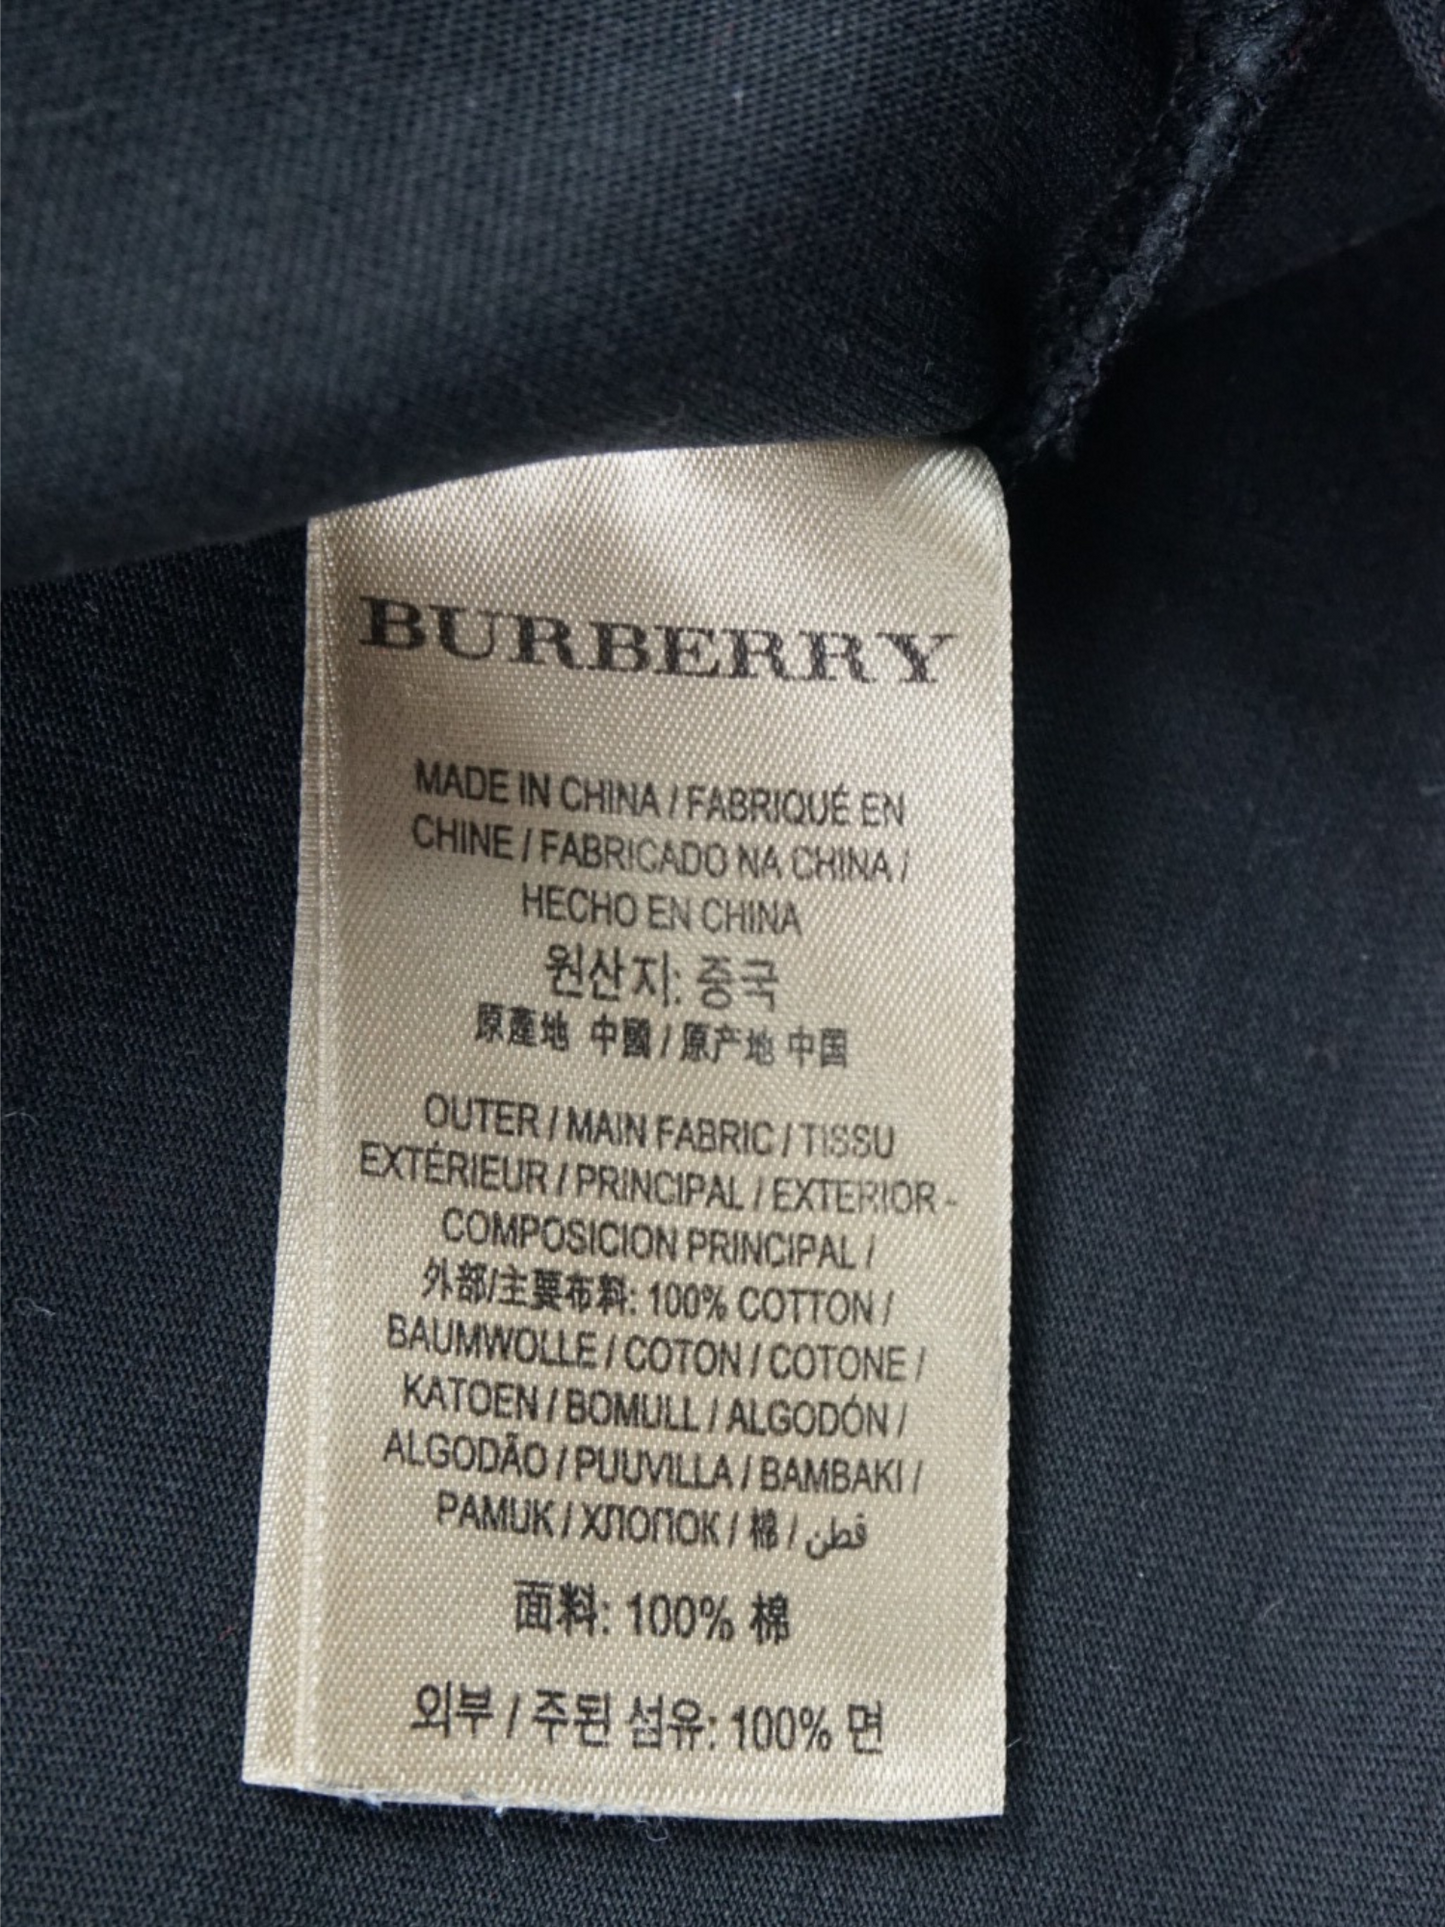 BURBERRY
MADE IN CHINA / FABRIQUÉ EN
CHINE / FABRICADO NA CHINA /
HECHO EN CHINA
원산지: 중국
原產地 中國 / 原产地 中国
OUTER / MAIN FABRIC / TISSU
EXTÉRIEUR / PRINCIPAL / EXTERIOR -
COMPOSICION PRINCIPAL /
外部/主要布料: 100% COTTON /
BAUMWOLLE / COTON / COTONE /
KATOEN / BOMULL / ALGODÓN /
ALGODÃO / PUUVILLA / BAMBAKI /
PAMUK / ХЛОПОК / 棉 / قطن
面料: 100% 棉
외부 / 주된 섬유: 100% 면